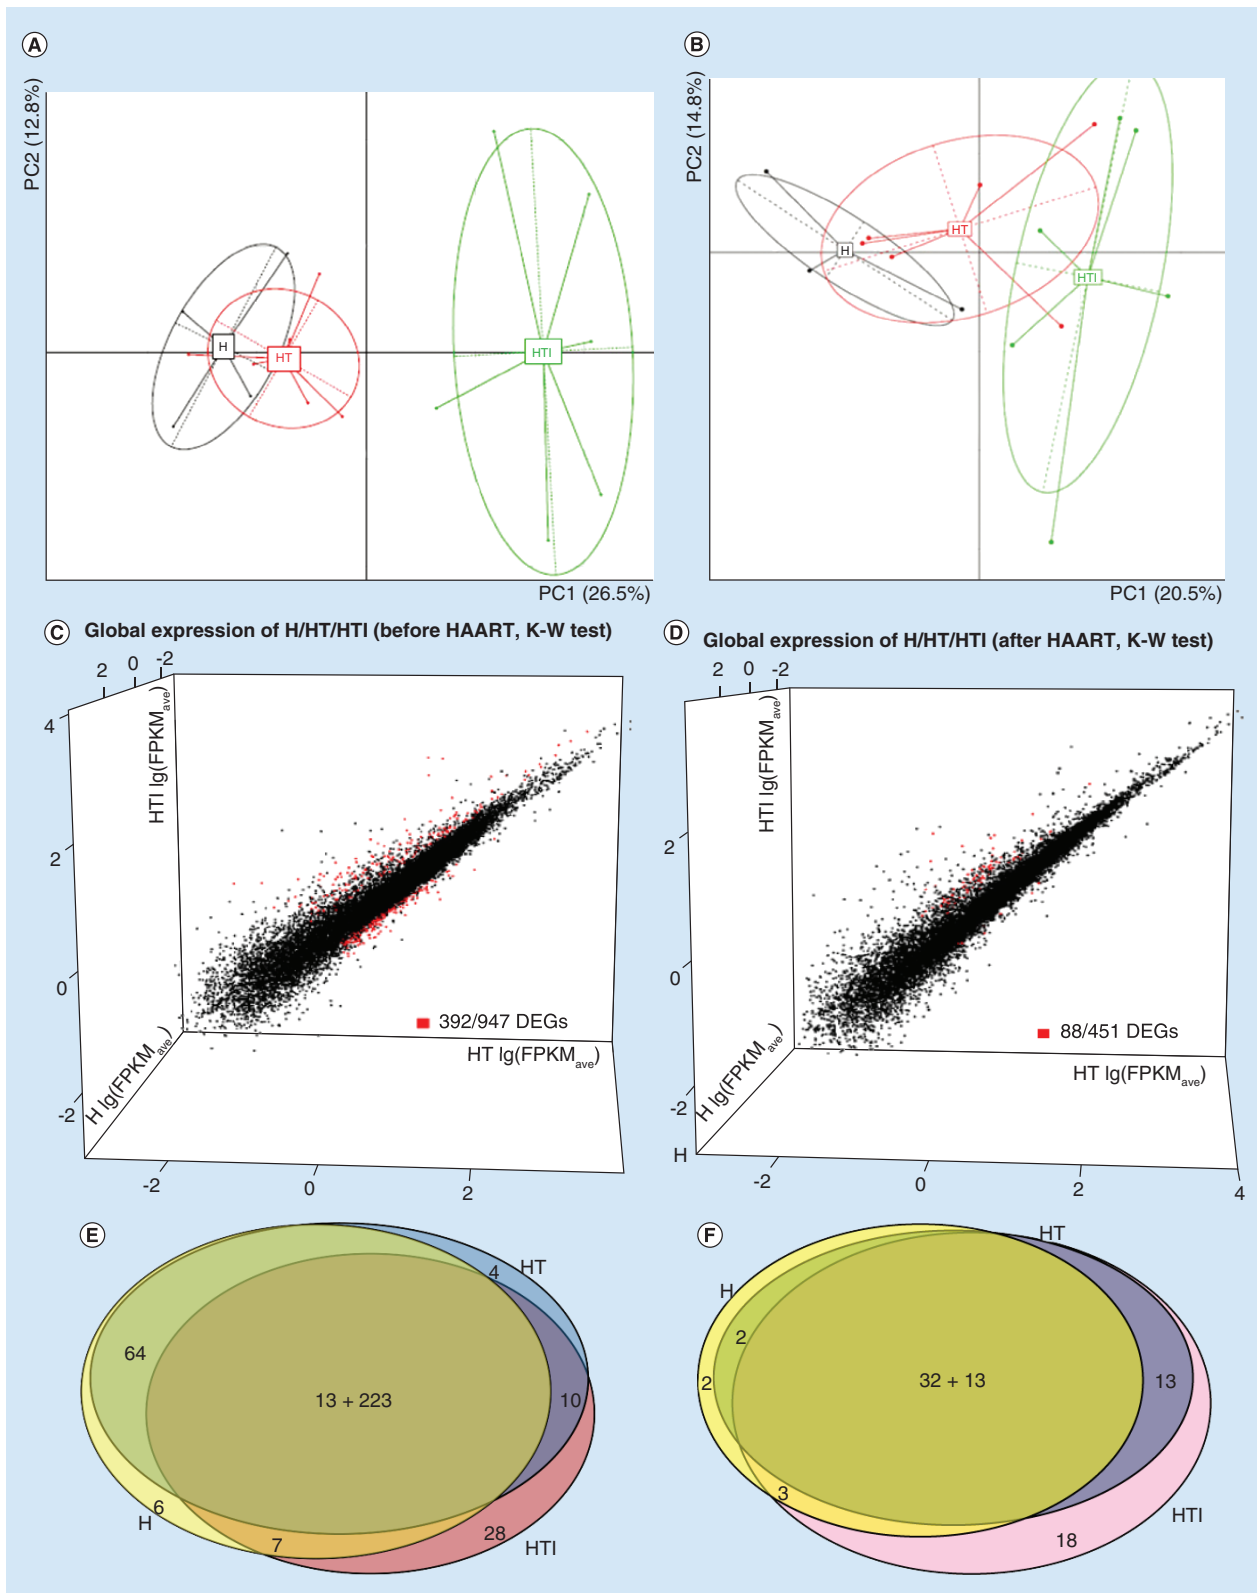 A
B
PC2 (12.8%)
PC2 (14.8%)
H
HT
HTI
H
HT
HTI
PC1 (26.5%)
PC1 (20.5%)
C Global expression of H/HT/HTI (before HAART, K-W test)
D Global expression of H/HT/HTI (after HAART, K-W test)
2 0 -2
4
2
0
-2
HTI lg(FPKMave)
H lg(FPKMave)
392/947 DEGs
HT lg(FPKMave)
-2 0 2
2 0 -2
2
0
-2
H
HTI lg(FPKMave)
H lg(FPKMave)
88/451 DEGs
HT lg(FPKMave)
-2 0 2 4
E
4
HT
64
13 + 223
10
6
H
7
28
HTI
F
HT
H
2
2
32 + 13
13
3
18
HTI